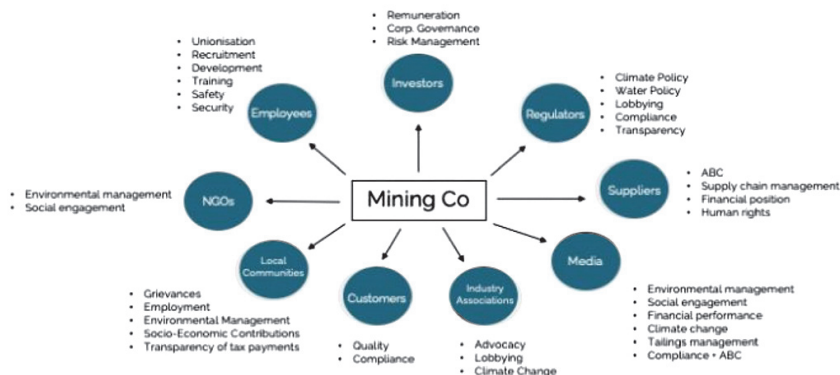 • Remuneration
• Corp. Governance
• Risk Management
Investors
• Unionisation
• Recruitment
• Development
• Training
• Safety
• Security
Employees
• Climate Policy
• Water Policy
• Lobbying
• Compliance
• Transparency
Regulators
Mining Co
• Environmental management
• Social engagement
NGOs
Suppliers
• ABC
• Supply chain management
• Financial position
• Human rights
Local
Communities
• Grievances
• Employment
• Environmental Management
• Socio-Economic Contributions
• Transparency of tax payments
Customers
• Quality
• Compliance
Industry
Associations
• Advocacy
• Lobbying
• Climate Change
Media
• Environmental management
• Social engagement
• Financial performance
• Climate change
• Tailings management
• Compliance + ABC